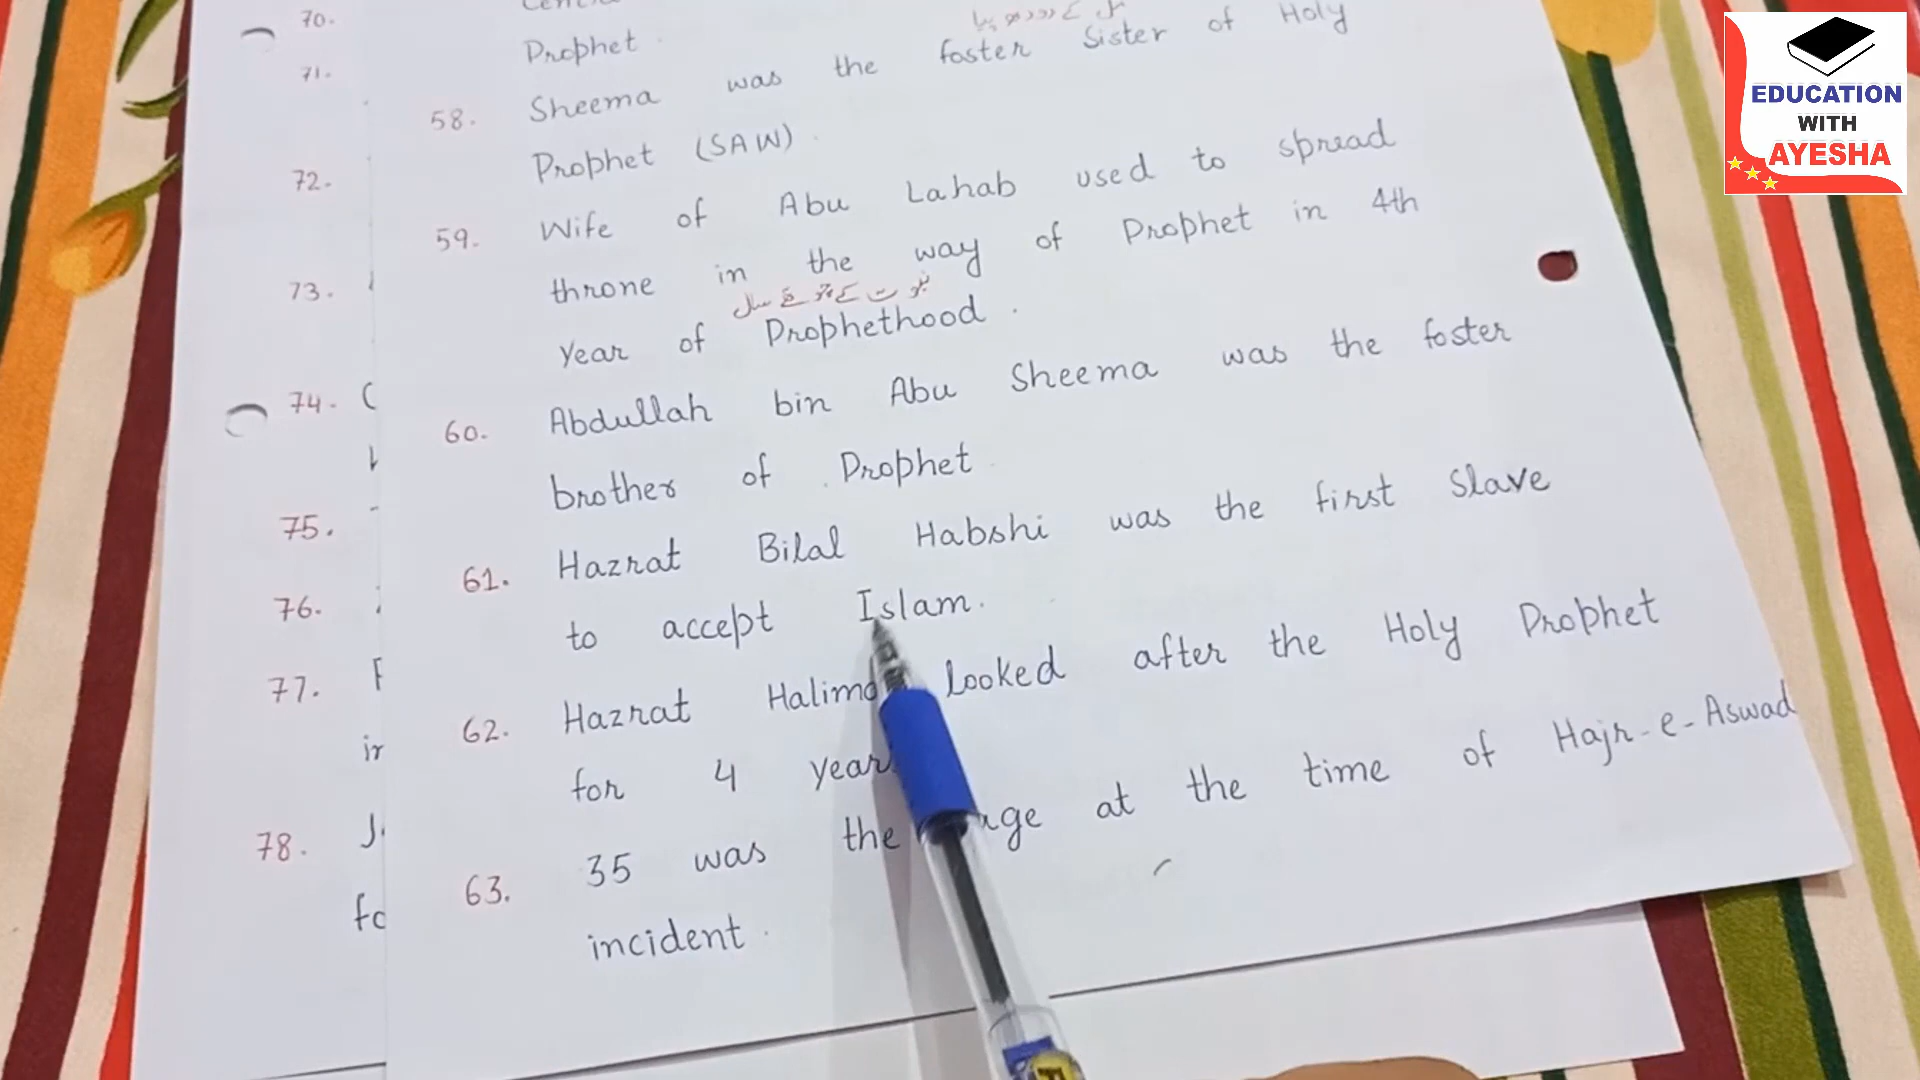 70.
71.
72.
73.
74.
75.
76.
77.
78.
Prophet.
58. Sheema was the foster Sister of Holy
Prophet (SAW).
59. Wife of Abu Lahab used to spread
throne in the way of Prophet in 4th
نبوت کے چوتھے سال
year of Prophethood.
60. Abdullah bin Abu Sheema was the foster
brother of Prophet.
61. Hazrat Bilal Habshi was the first Slave
to accept Islam.
62. Hazrat Halima looked after the Holy Prophet
for 4 year
63. 35 was the age at the time of Hajr-e-Aswad
incident.
EDUCATION
WITH
AYESHA